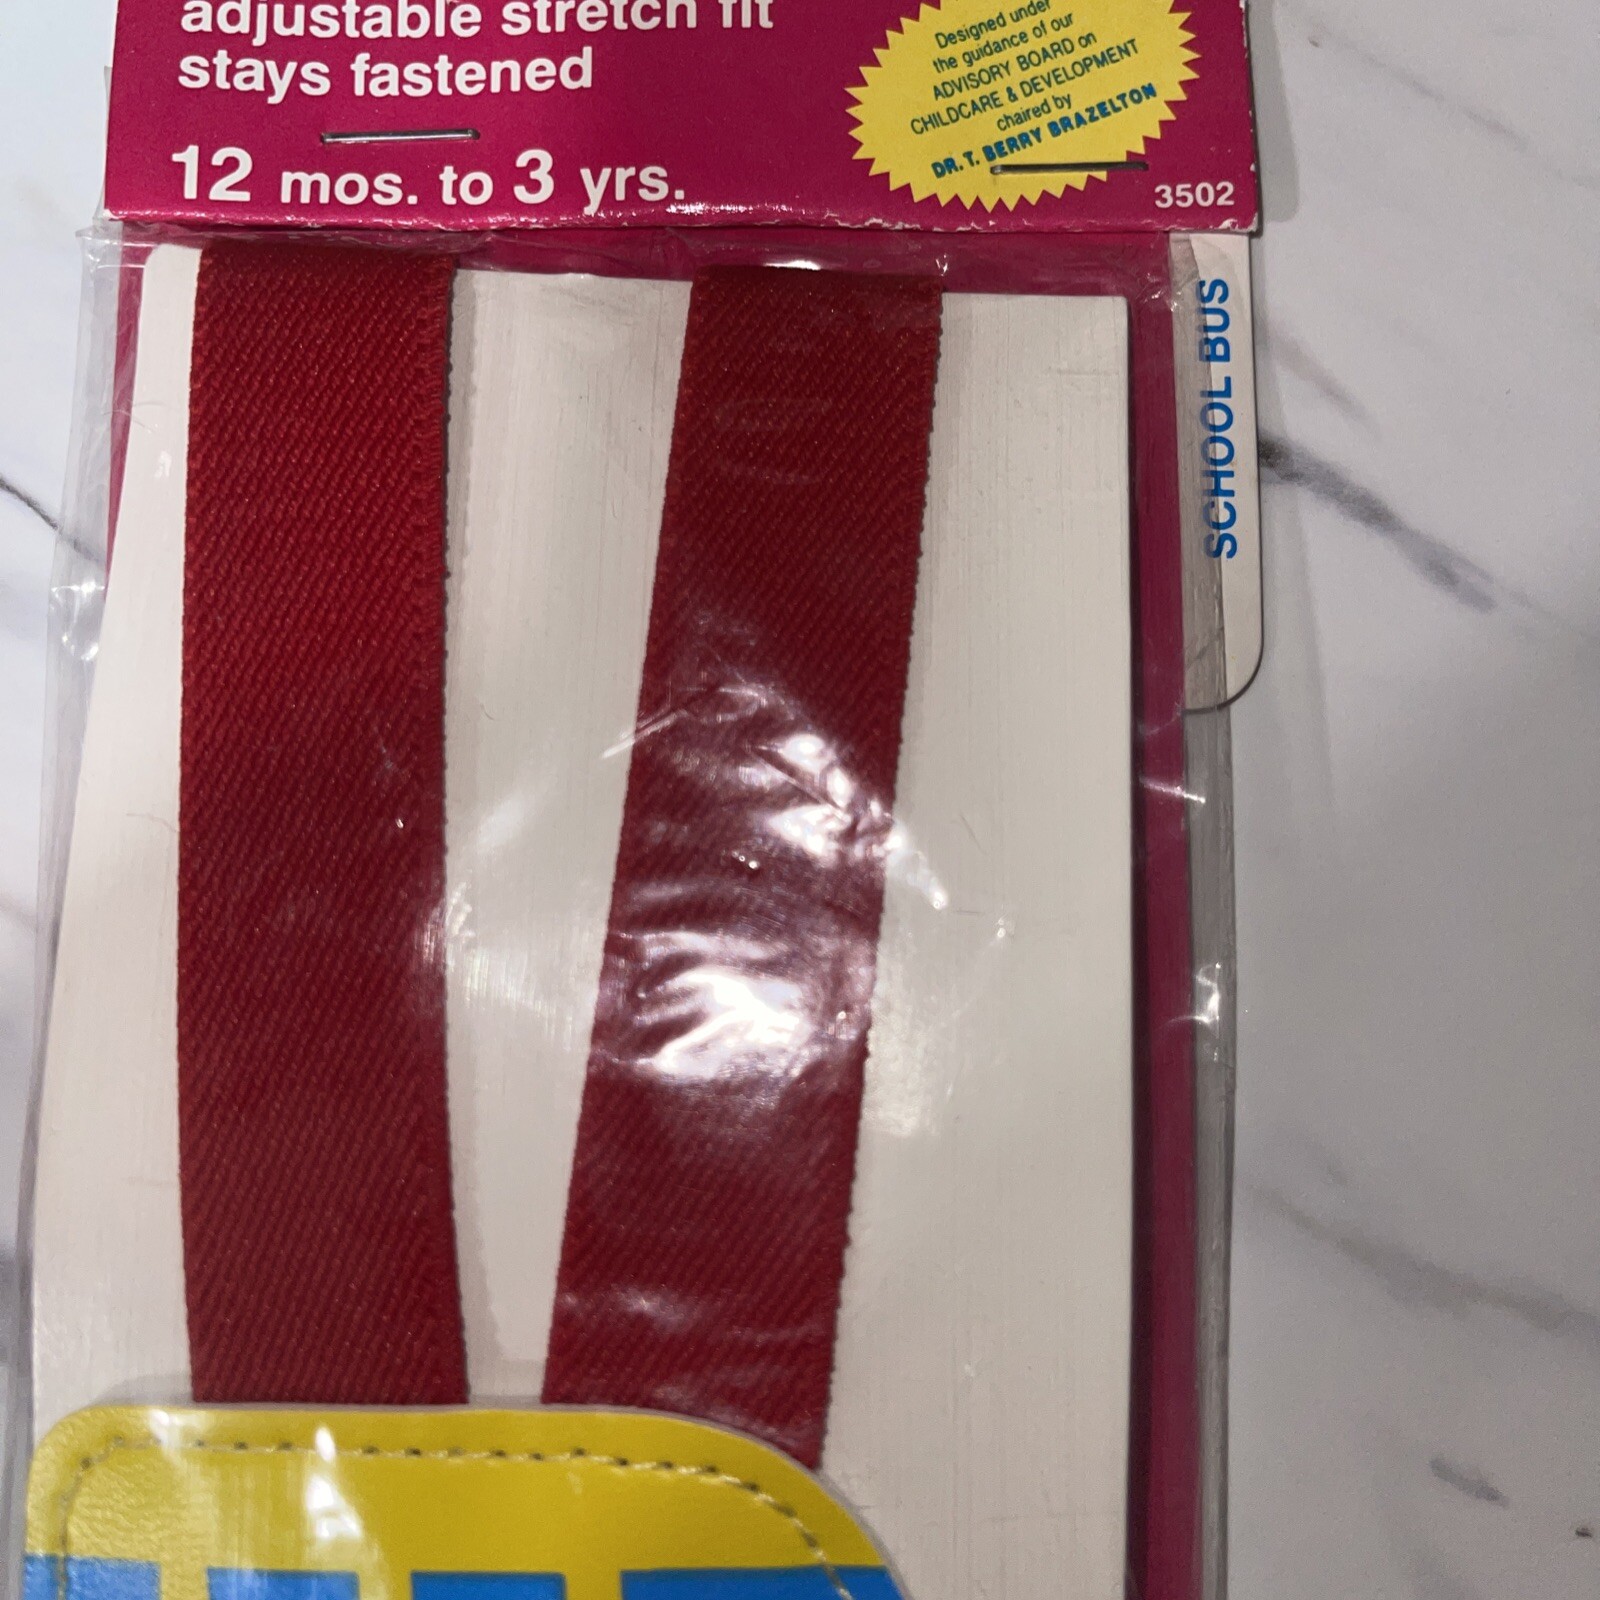 adjustable stretch fit
stays fastened
12 mos. to 3 yrs.
Designed under
the guidance of our
ADVISORY BOARD on
CHILDCARE & DEVELOPMENT
chaired by
DR. T. BERRY BRAZELTON
3502
SCHOOL BUS